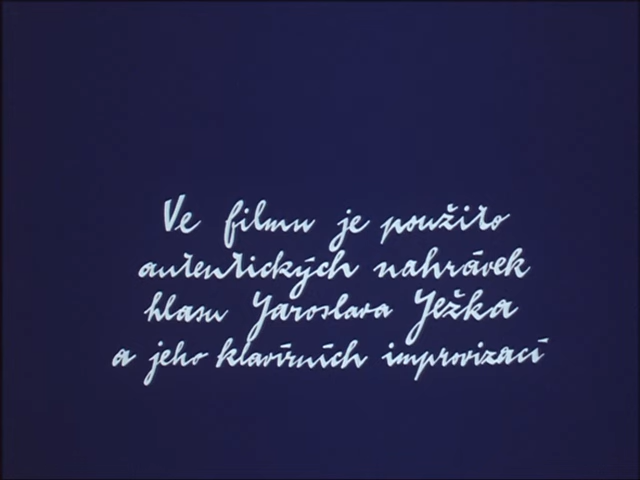 Ve filmu je použito
autentických nahrávek
hlasu Jaroslava Ježka
a jeho klavírních improvizací